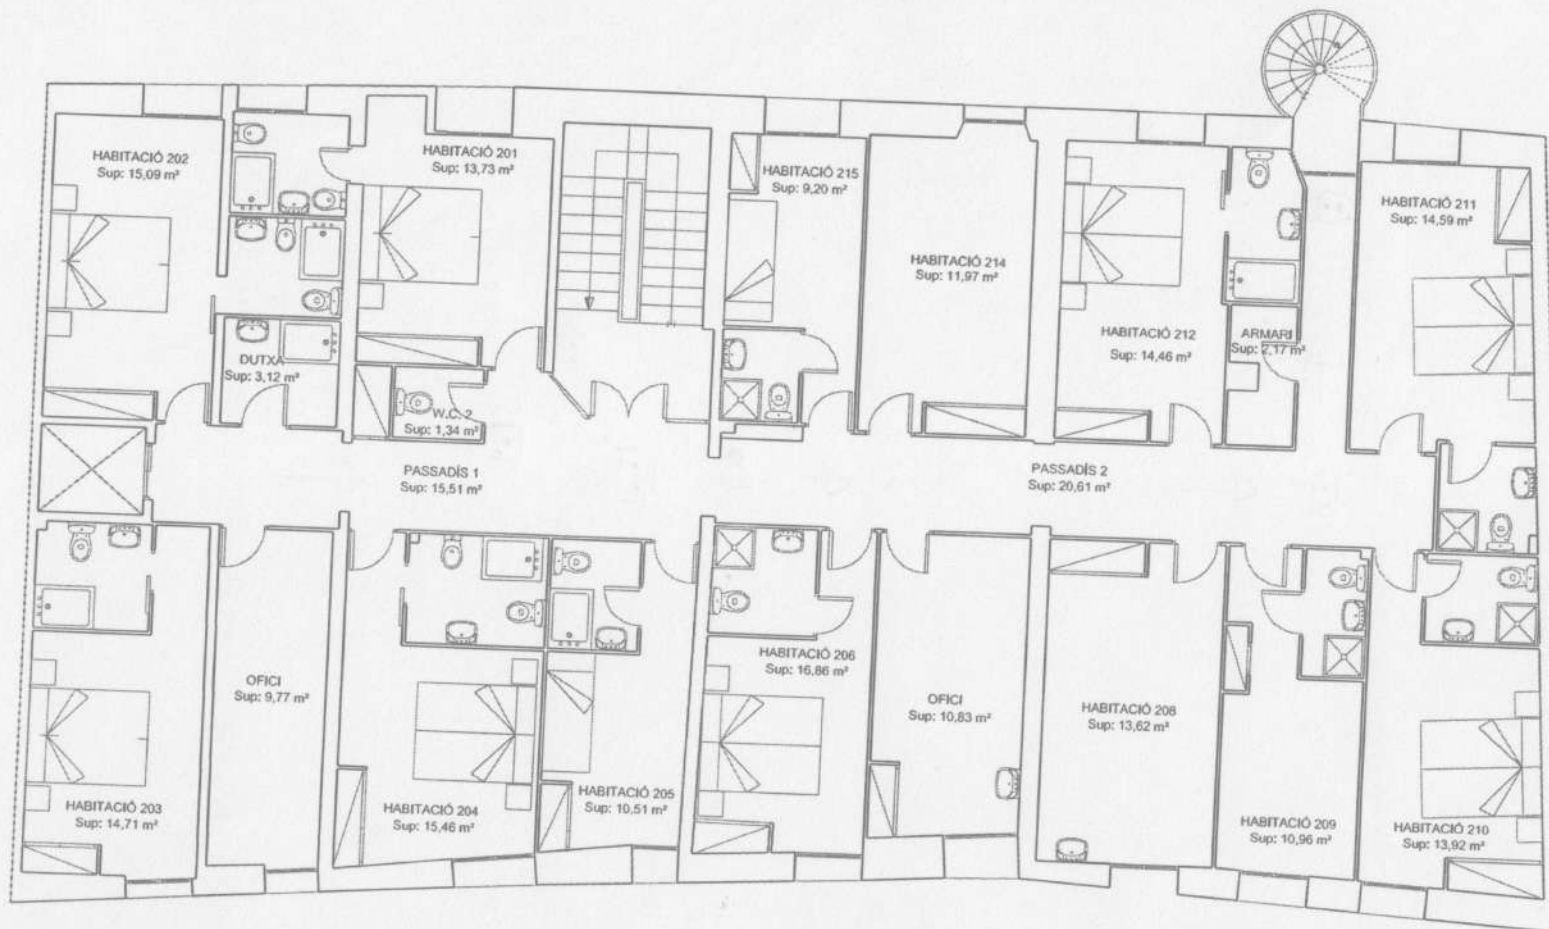 HABITACIÓ 202
Sup: 15,09 m²
HABITACIÓ 201
Sup: 13,73 m²
HABITACIÓ 215
Sup: 9,20 m²
HABITACIÓ 214
Sup: 11,97 m²
HABITACIÓ 212
Sup: 14,46 m²
ARMARI
Sup: 2,17 m²
HABITACIÓ 211
Sup: 14,59 m²
DUTXA
Sup: 3,12 m²
W.C. 2
Sup: 1,34 m²
PASSADÍS 1
Sup: 15,51 m²
PASSADÍS 2
Sup: 20,61 m²
HABITACIÓ 203
Sup: 14,71 m²
OFICI
Sup: 9,77 m²
HABITACIÓ 204
Sup: 15,46 m²
HABITACIÓ 205
Sup: 10,51 m²
HABITACIÓ 206
Sup: 16,86 m²
OFICI
Sup: 10,83 m²
HABITACIÓ 208
Sup: 13,62 m²
HABITACIÓ 209
Sup: 10,96 m²
HABITACIÓ 210
Sup: 13,92 m²